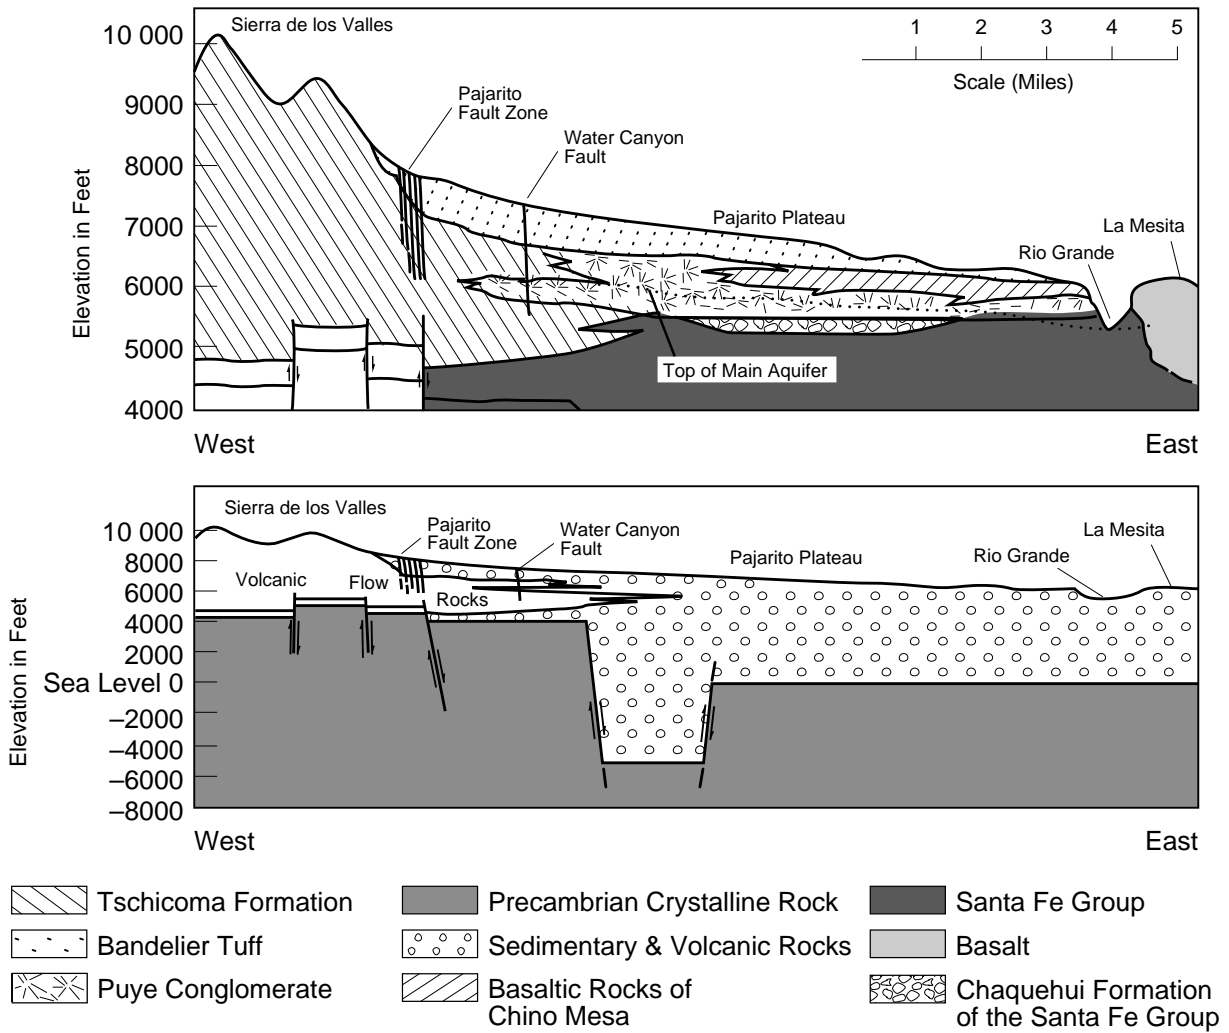 Sierra de los Valles
1 2 3 4 5
Scale (Miles)
10 000
9000
8000
7000
6000
5000
4000
Elevation in Feet
Pajarito
Fault Zone
Water Canyon
Fault
Pajarito Plateau
La Mesita
Rio Grande
Top of Main Aquifer
West
East
Sierra de los Valles
10 000
8000
6000
4000
2000
Sea Level 0
–2000
–4000
–6000
–8000
Elevation in Feet
Pajarito
Fault Zone
Water Canyon
Fault
Pajarito Plateau
Rio Grande
La Mesita
Volcanic
Flow
Rocks
West
East
Tschicoma Formation
Bandelier Tuff
Puye Conglomerate
Precambrian Crystalline Rock
Sedimentary & Volcanic Rocks
Basaltic Rocks of
Chino Mesa
Santa Fe Group
Basalt
Chaquehui Formation
of the Santa Fe Group